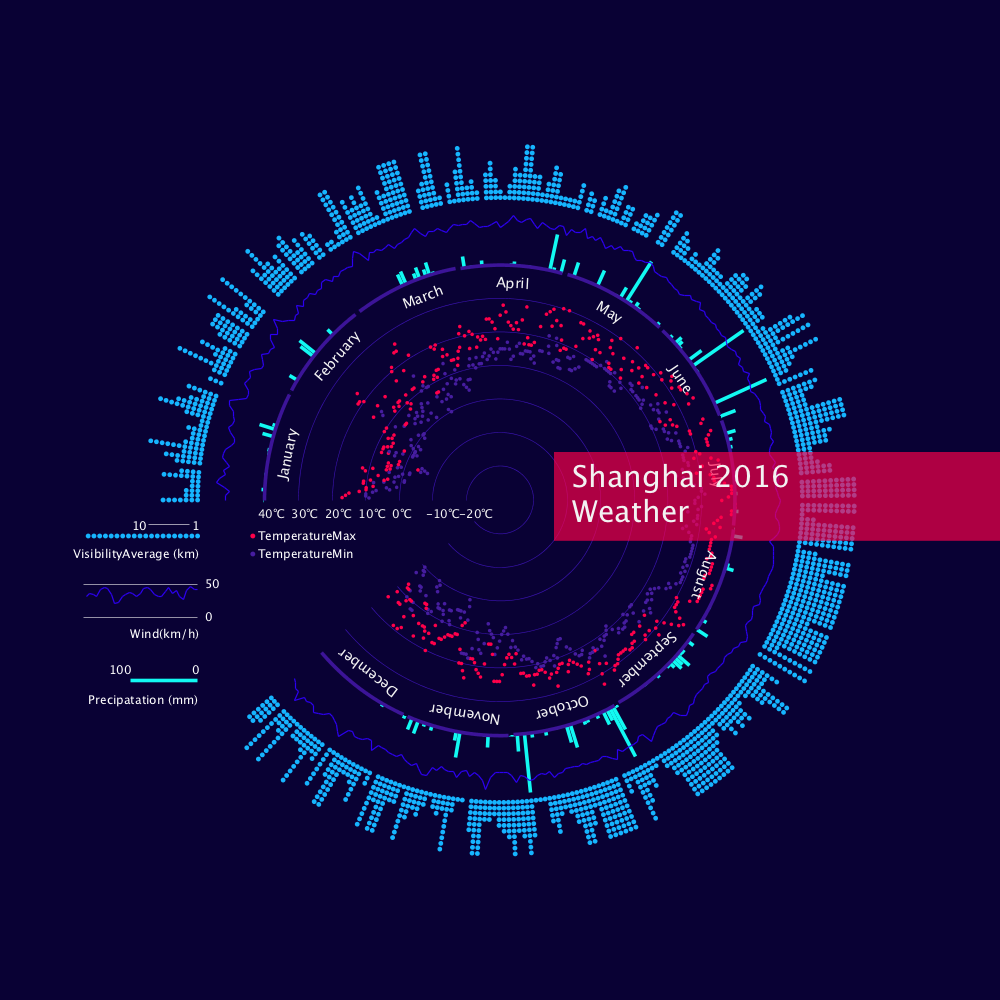 April
March
May
February
June
January
July
Shanghai 2016
Weather
40℃ 30℃ 20℃ 10℃ 0℃ -10℃-20℃
10 1
VisibilityAverage (km)
TemperatureMax
TemperatureMin
50
0
Wind(km/h)
100 0
Precipatation (mm)
August
September
October
November
December